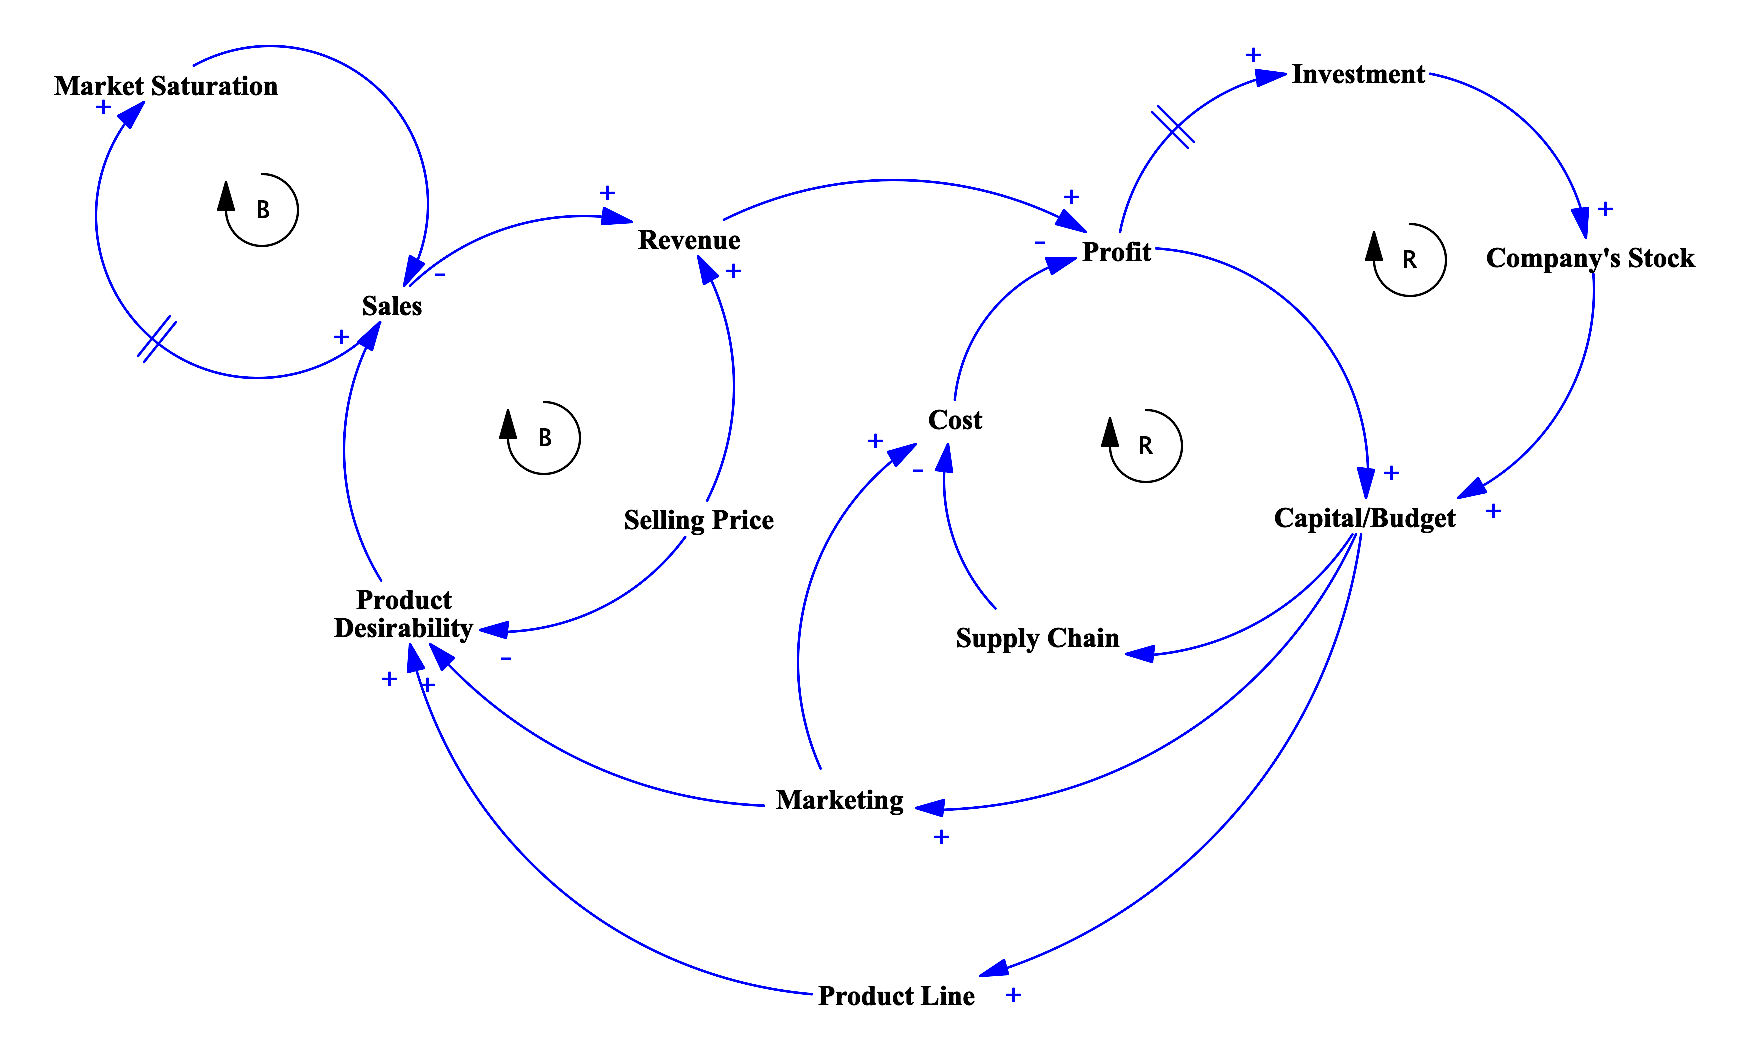 +
Investment
Market Saturation
+
B
+
+
+
Revenue
-
Profit
R
Company's Stock
+
-
Sales
+
+
B
Cost
R
+
-
+
Selling Price
Capital/Budget
+
Product
Desirability
Supply Chain
-
+
+
Marketing
+
Product Line
+